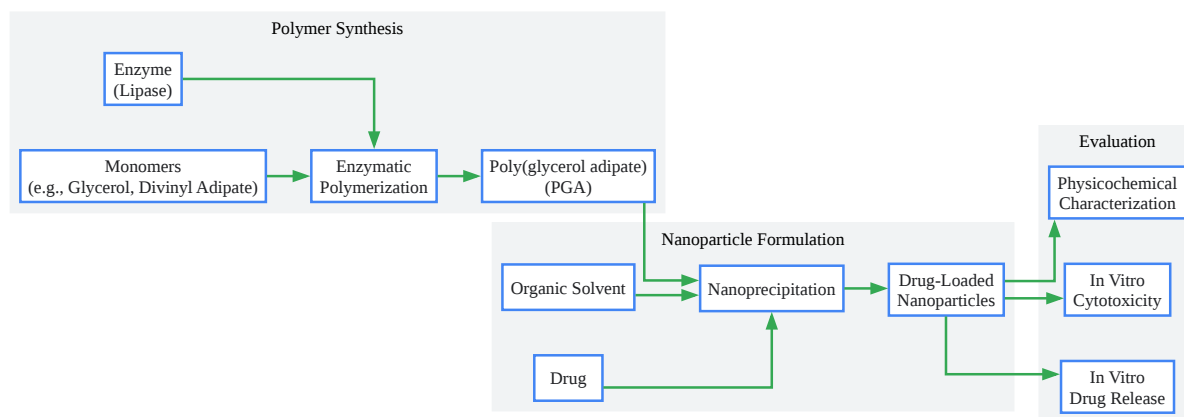 Polymer Synthesis
Enzyme
(Lipase)
Monomers
(e.g., Glycerol, Divinyl Adipate)
Enzymatic
Polymerization
Poly(glycerol adipate)
(PGA)
Nanoparticle Formulation
Organic Solvent
Nanoprecipitation
Drug-Loaded
Nanoparticles
Drug
Evaluation
Physicochemical
Characterization
In Vitro
Cytotoxicity
In Vitro
Drug Release